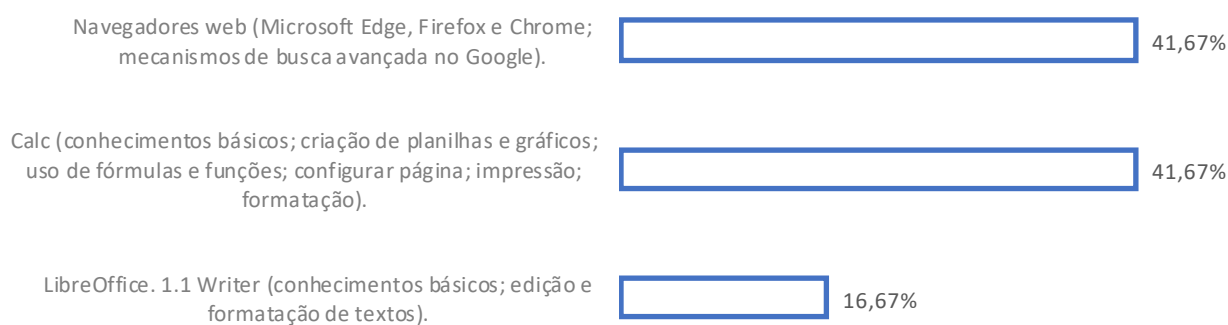 Navegadores web (Microsoft Edge, Firefox e Chrome;
mecanismos de busca avançada no Google).
41,67%
Calc (conhecimentos básicos; criação de planilhas e gráficos;
uso de fórmulas e funções; configurar página; impressão;
formatação).
41,67%
LibreOffice. 1.1 Writer (conhecimentos básicos; edição e
formatação de textos).
16,67%